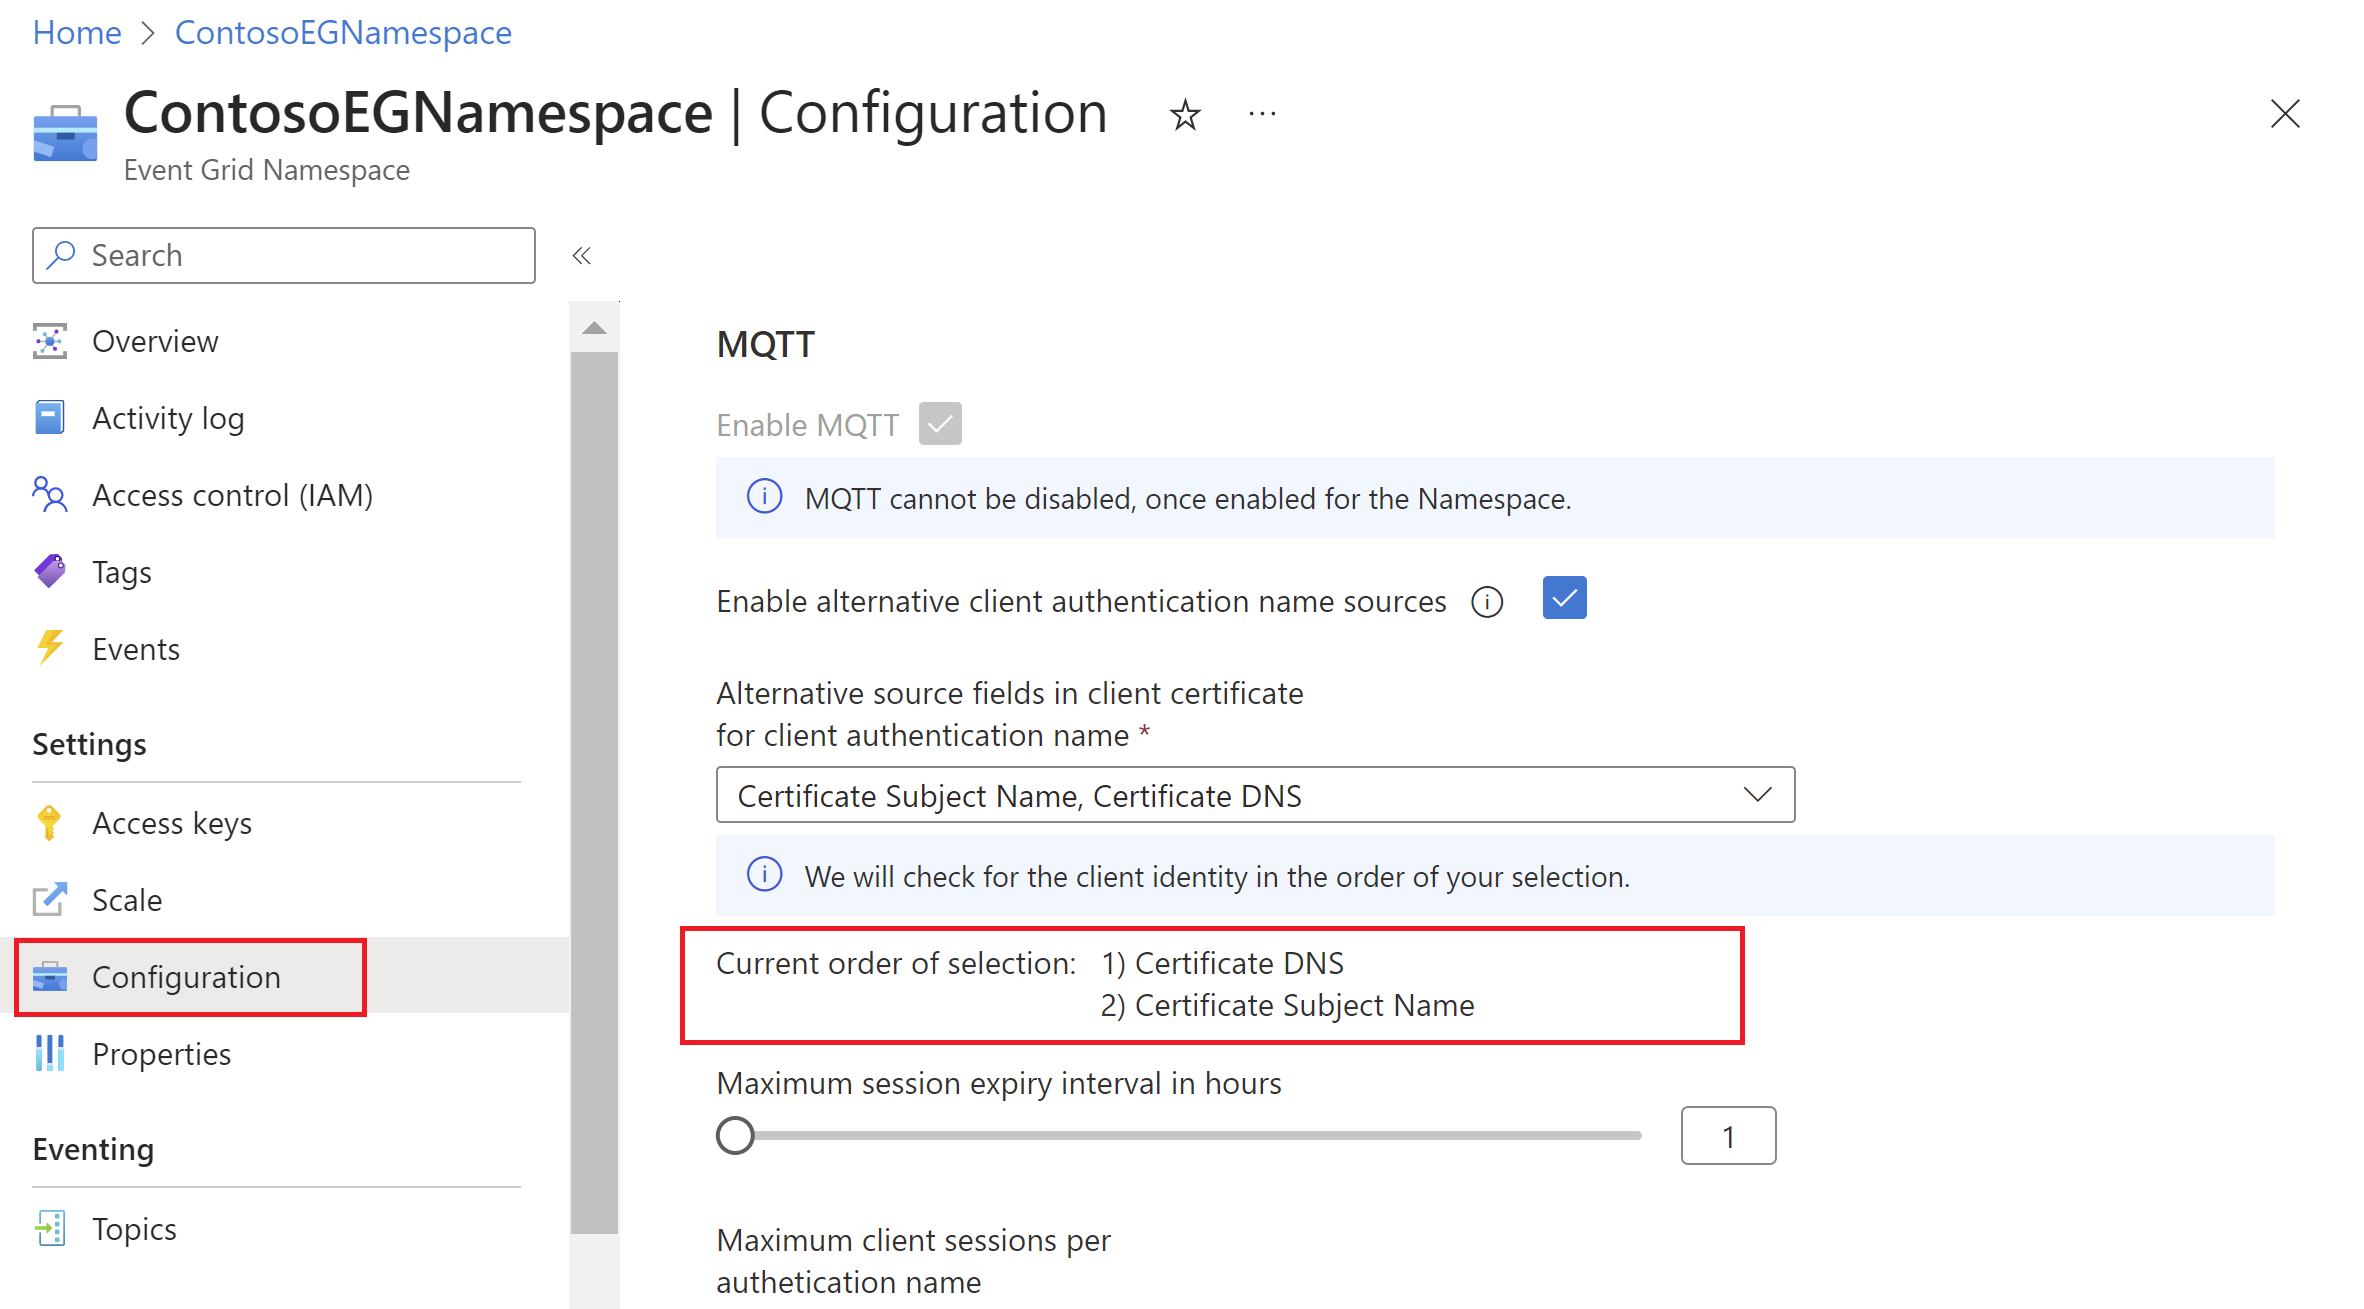 Home > ContosoEGNamespace
ContosoEGNamespace | Configuration
Event Grid Namespace
Search
Overview
Activity log
Access control (IAM)
Tags
Events
Settings
Access keys
Scale
Configuration
Properties
Eventing
Topics
MQTT
Enable MQTT
MQTT cannot be disabled, once enabled for the Namespace.
Enable alternative client authentication name sources
Alternative source fields in client certificate
for client authentication name *
Certificate Subject Name, Certificate DNS
We will check for the client identity in the order of your selection.
Current order of selection: 1) Certificate DNS
2) Certificate Subject Name
Maximum session expiry interval in hours
1
Maximum client sessions per
authetication name